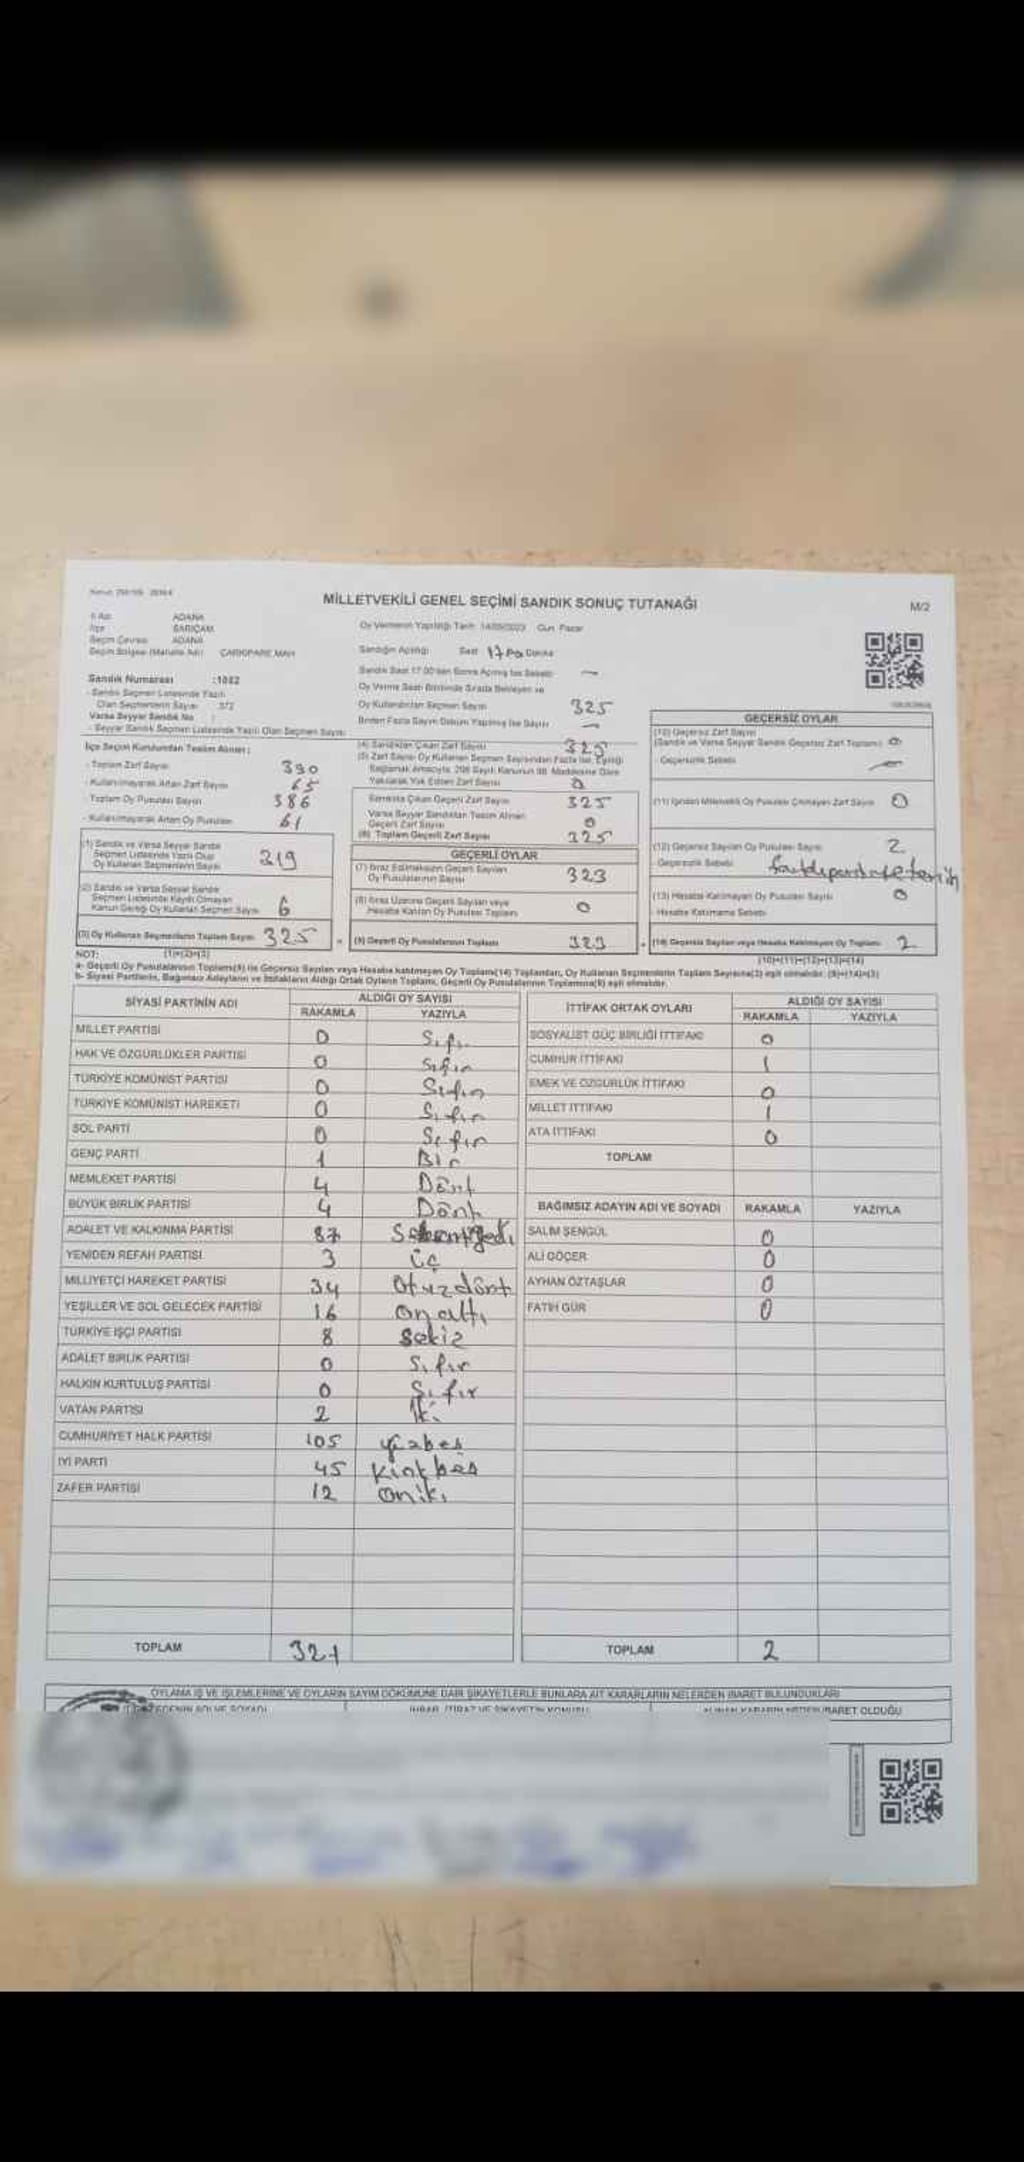 MİLLETVEKİLİ GENEL SEÇİMİ SANDIK SONUÇ TUTANAĞI
M/2
İl Adı ADANA
İlçe SARIÇAM
Seçim Çevresi ADANA
Seçim Bölgesi (Mahalle Adı)
Oy Vermenin Yapıldığı Tarih: 14/05/2023 Gün: Pazar
Sandığın Açıldığı Saat 17
Sandık Saat 17.00'den Sonra Açılmış İse Sebebi —
Oy Verme Saati Bitiminde Sırada Bekleyen ve
Oy Kullandırılan Seçmen Sayısı 325
Birden Fazla Sayım Döküm Yapılmış İse Sayısı —
Sandık Numarası :1082
- Sandık Seçmen Listesinde Yazılı
Olan Seçmenlerin Sayısı 372
Varsa Seyyar Sandık No :
- Seyyar Sandık Seçmen Listesinde Yazılı Olan Seçmen Sayısı:
İlçe Seçim Kurulundan Teslim Alınan;
- Toplam Zarf Sayısı 390
- Kullanılmayarak Artan Zarf Sayısı 65
- Toplam Oy Pusulası Sayısı 386
- Kullanılmayarak Artan Oy Pusulası 61
(1) Sandık ve Varsa Seyyar Sandık
Seçmen Listesinde Yazılı Olup
Oy Kullanan Seçmenlerin Sayısı 219
(2) Sandık ve Varsa Seyyar Sandık
Seçmen Listesinde Kayıtlı Olmayan
Kanun Gereği Oy Kullanan Seçmen Sayısı 6
(3) Oy Kullanan Seçmenlerin Toplam Sayısı 325
(1)+(2)=(3)
(4) Sandıktan Çıkan Zarf Sayısı 325
(5) Zarf Sayısı Oy Kullanan Seçmen Sayısından Fazla İse, Eşitliği
Sağlamak Amacıyla, 298 Sayılı Kanunun 98. Maddesine Göre
Yakılarak Yok Edilen Zarf Sayısı 0
Sandıkta Çıkan Geçerli Zarf Sayısı 325
Varsa Seyyar Sandıktan Teslim Alınan
Geçerli Zarf Sayısı 0
(6) Toplam Geçerli Zarf Sayısı 325
GEÇERLİ OYLAR
(7) İtiraz Edilmeksizin Geçerli Sayılan
Oy Pusulalarının Sayısı 323
(8) İtiraz Üzerine Geçerli Sayılan veya
Hesaba Katılan Oy Pusulası Toplamı 0
(9) Geçerli Oy Pusulalarının Toplamı 323
GEÇERSİZ OYLAR
(10) Geçersiz Zarf Sayısı
(Sandık ve Varsa Seyyar Sandık Geçersiz Zarf Toplamı) 0
- Geçersizlik Sebebi —
(11) İçinden Milletvekili Oy Pusulası Çıkmayan Zarf Sayısı 0
(12) Geçersiz Sayılan Oy Pusulası Sayısı 2
Geçersizlik Sebebi
(13) Hesaba Katılmayan Oy Pusulası Sayısı 0
- Hesaba Katılmama Sebebi
(14) Geçersiz Sayılan veya Hesaba Katılmayan Oy Toplamı 2
(10)+(11)+(12)+(13)=(14)
NOT:
a- Geçerli Oy Pusulalarının Toplamı(9) ile Geçersiz Sayılan veya Hesaba katılmayan Oy Toplamı(14) Toplamları, Oy Kullanan Seçmenlerin Toplam Sayısına(3) eşit olmalıdır. (9)+(14)=(3)
b- Siyasi Partilerin, Bağımsız Adayların ve İttifakların Aldığı Ortak Oyların Toplamı, Geçerli Oy Pusulalarının Toplamına(9) eşit olmalıdır.
SİYASİ PARTİNİN ADI ALDIĞI OY SAYISI
RAKAMLA YAZIYLA
MİLLET PARTİSİ 0 Sıfır
HAK VE ÖZGÜRLÜKLER PARTİSİ 0 Sıfır
TÜRKİYE KOMÜNİST PARTİSİ 0 Sıfır
TÜRKİYE KOMÜNİST HAREKETİ 0 Sıfır
SOL PARTİ 0 Sıfır
GENÇ PARTİ 1 Bir
MEMLEKET PARTİSİ 4 Dört
BÜYÜK BİRLİK PARTİSİ 4 Dört
ADALET VE KALKINMA PARTİSİ 87 Seksenyedi
YENİDEN REFAH PARTİSİ 3 üç
MİLLİYETÇİ HAREKET PARTİSİ 34 Otuzdört
YEŞİLLER VE SOL GELECEK PARTİSİ 16 onaltı
TÜRKİYE İŞÇİ PARTİSİ 8 sekiz
ADALET BİRLİK PARTİSİ 0 Sıfır
HALKIN KURTULUŞ PARTİSİ 0 Sıfır
VATAN PARTİSİ 2 İki
CUMHURİYET HALK PARTİSİ 105 yüzbeş
İYİ PARTİ 45 Kırkbeş
ZAFER PARTİSİ 12 oniki
TOPLAM 321
İTTİFAK ORTAK OYLARI ALDIĞI OY SAYISI
RAKAMLA YAZIYLA
SOSYALİST GÜÇ BİRLİĞİ İTTİFAKI 0
CUMHUR İTTİFAKI 1
EMEK VE ÖZGÜRLÜK İTTİFAKI 0
MİLLET İTTİFAKI 1
ATA İTTİFAKI 0
TOPLAM
BAĞIMSIZ ADAYIN ADI VE SOYADI RAKAMLA YAZIYLA
SALİM ŞENGÜL 0
ALİ GÖÇER 0
AYHAN ÖZTAŞLAR 0
FATİH GÜR 0
TOPLAM 2
OYLAMA İŞ VE İŞLEMLERİNE VE OYLARIN SAYIM DÖKÜMÜNE DAİR ŞİKAYETLERLE BUNLARA AİT KARARLARIN NELERDEN İBARET BULUNDUKLARI